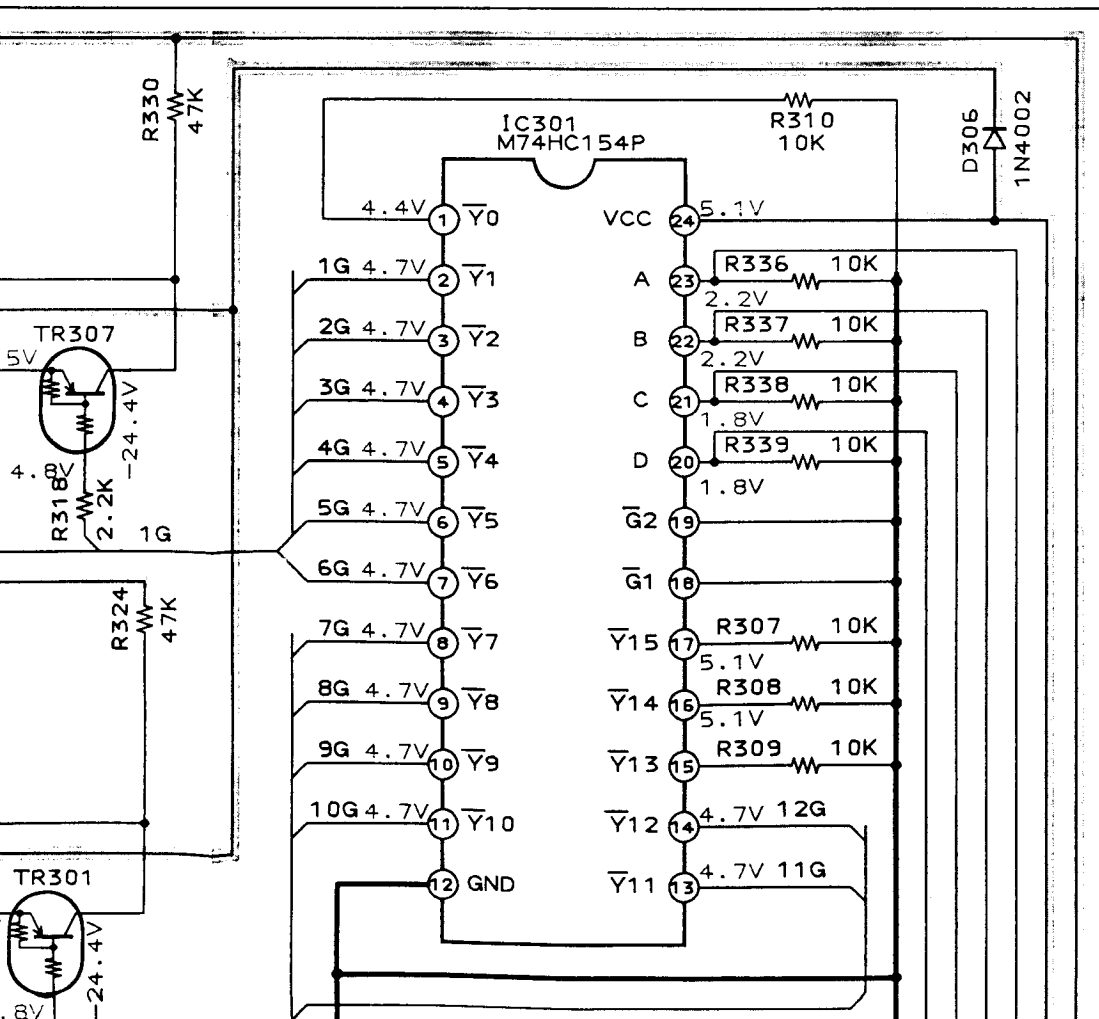 R330
47K
IC301
M74HC154P
R310
10K
D306
1N4002
4.4V 1 Y0
VCC 24 5.1V
1G 4.7V 2 Y1
A 23 R336 10K
2.2V
2G 4.7V 3 Y2
B 22 R337 10K
2.2V
TR307
5V
-24.4V
4.8V
3G 4.7V 4 Y3
C 21 R338 10K
1.8V
4G 4.7V 5 Y4
D 20 R339 10K
1.8V
R318
2.2K
1G
5G 4.7V 6 Y5
G2 19
6G 4.7V 7 Y6
G1 18
R324
47K
7G 4.7V 8 Y7
Y15 17 R307 10K
5.1V
8G 4.7V 9 Y8
Y14 16 R308 10K
5.1V
9G 4.7V 10 Y9
Y13 15 R309 10K
10G 4.7V 11 Y10
Y12 14 4.7V 12G
TR301
12 GND
Y11 13 4.7V 11G
-24.4V
.8V